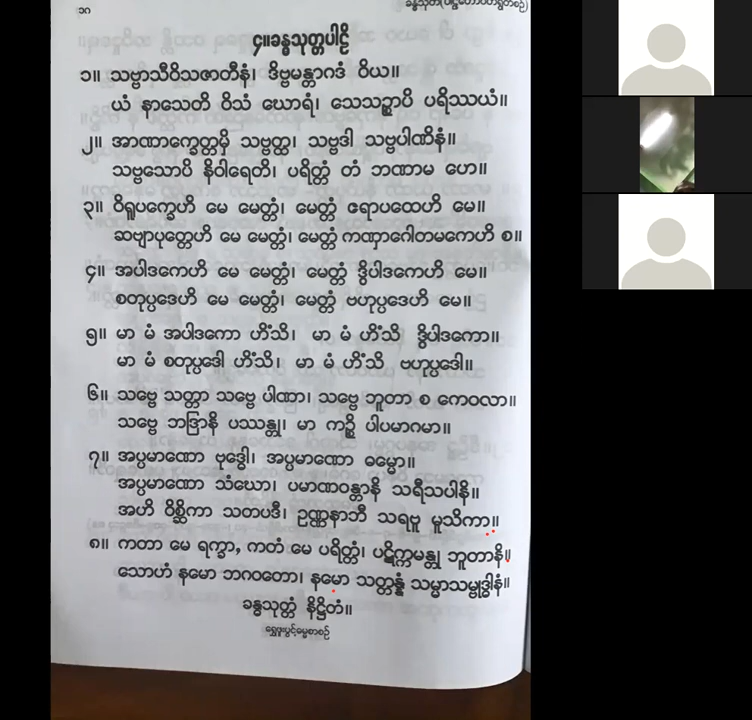 ၁၈
၄။ခန္ဓသုတ္တပါဠိ
၁။ သဗ္ဗာသီဝိသဇာတီနံ၊ ဒိဗ္ဗမန္တာဂဒံ ဝိယ။
ယံ နာသေတိ ဝိသံ ဃောရံ၊ သေသဉ္စာပိ ပရိဿယံ။
၂။ အာဏာက္ခေတ္တမှိ သဗ္ဗတ္ထ၊ သဗ္ဗဒါ သဗ္ဗပါဏိနံ။
သဗ္ဗသောပိ နိဝါရေတိ၊ ပရိတ္တံ တံ ဘဏာမ ဟေ။
၃။ ဝိရူပက္ခေဟိ မေ မေတ္တံ၊ မေတ္တံ ဧရာပထေဟိ မေ။
ဆဗျာပုတ္တေဟိ မေ မေတ္တံ၊ မေတ္တံ ကဏှာဂေါတမကေဟိ စ။
၄။ အပါဒကေဟိ မေ မေတ္တံ၊ မေတ္တံ ဒွိပါဒကေဟိ မေ။
စတုပ္ပဒေဟိ မေ မေတ္တံ၊ မေတ္တံ ဗဟုပ္ပဒေဟိ မေ။
၅။ မာ မံ အပါဒကော ဟိံသိ၊ မာ မံ ဟိံသိ ဒွိပါဒကော။
မာ မံ စတုပ္ပဒေါ ဟိံသိ၊ မာ မံ ဟိံသိ ဗဟုပ္ပဒေါ။
၆။ သဗ္ဗေ သတ္တာ သဗ္ဗေ ပါဏာ၊ သဗ္ဗေ ဘူတာ စ ကေဝလာ။
သဗ္ဗေ ဘဒြာနိ ပဿန္တု၊ မာ ကဉ္စိ ပါပမာဂမာ။
၇။ အပ္ပမာဏော ဗုဒ္ဓေါ၊ အပ္ပမာဏော ဓမ္မော။
အပ္ပမာဏော သံဃော၊ ပမာဏဝန္တာနိ သရီသပါနိ။
အဟိ ဝိစ္ဆိကာ သတပဒီ၊ ဥဏ္ဏနာဘီ သရဗူ မူသိကာ။
၈။ ကတာ မေ ရက္ခာ, ကတံ မေ ပရိတ္တံ၊ ပဋိက္ကမန္တု ဘူတာနိ။
သောဟံ နမော ဘဂဝတော၊ နမော သတ္တန္နံ သမ္မာသမ္ဗုဒ္ဓါနံ။
ခန္ဓသုတ္တံ နိဋ္ဌိတံ။